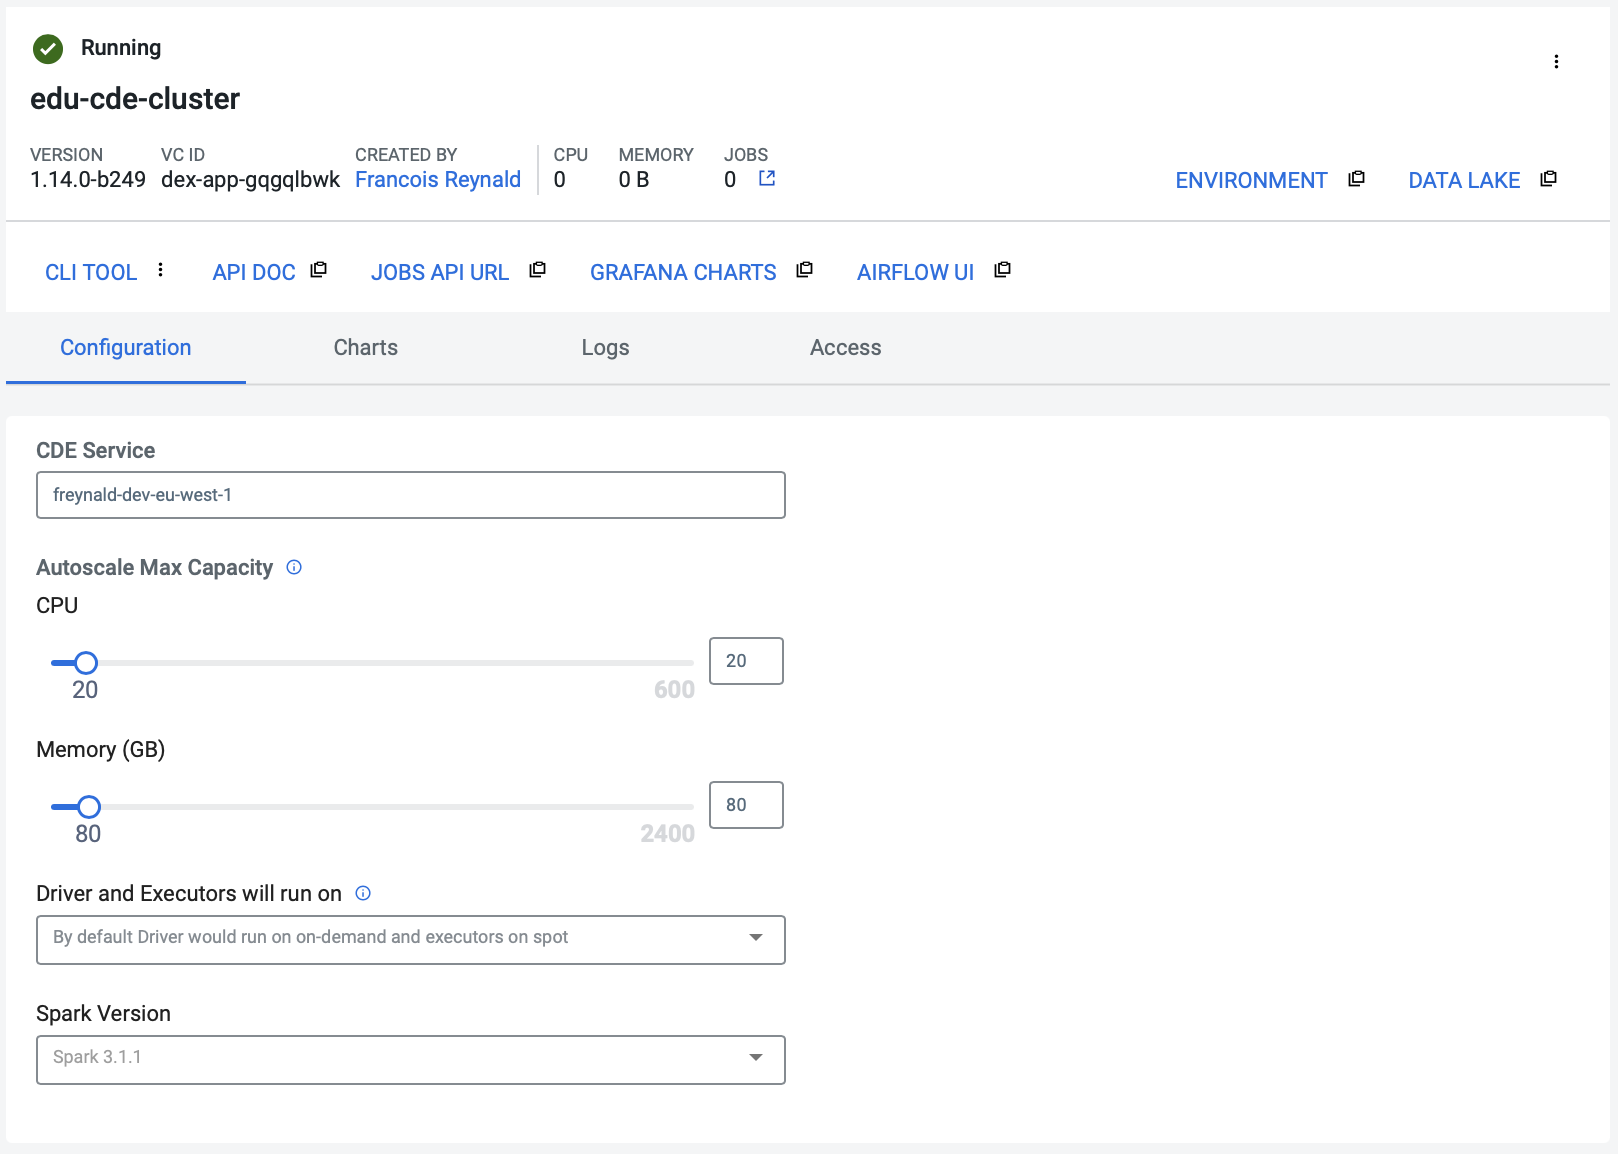 Running
edu-cde-cluster
VERSION VC ID CREATED BY CPU MEMORY JOBS
1.14.0-b249 dex-app-gqgqlbwk Francois Reynald 0 0 B 0
ENVIRONMENT DATA LAKE
CLI TOOL API DOC JOBS API URL GRAFANA CHARTS AIRFLOW UI
Configuration Charts Logs Access
CDE Service
freynald-dev-eu-west-1
Autoscale Max Capacity
CPU
20
20 600
Memory (GB)
80
80 2400
Driver and Executors will run on
By default Driver would run on on-demand and executors on spot
Spark Version
Spark 3.1.1